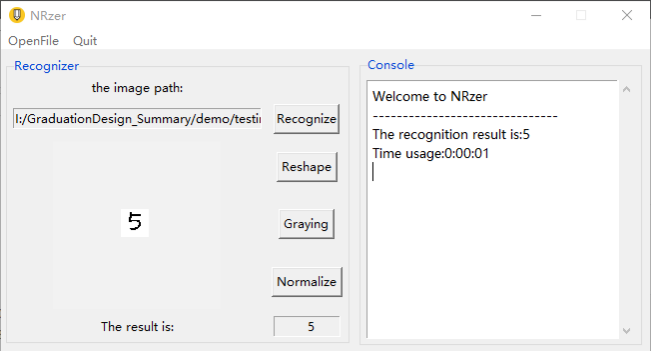 NRzer
OpenFile Quit
Recognizer
the image path:
I:/GraduationDesign_Summary/demo/testin
Recognize
Reshape
5
Graying
Normalize
The result is: 5
Console
Welcome to NRzer
-------------------------------
The recognition result is:5
Time usage:0:00:01